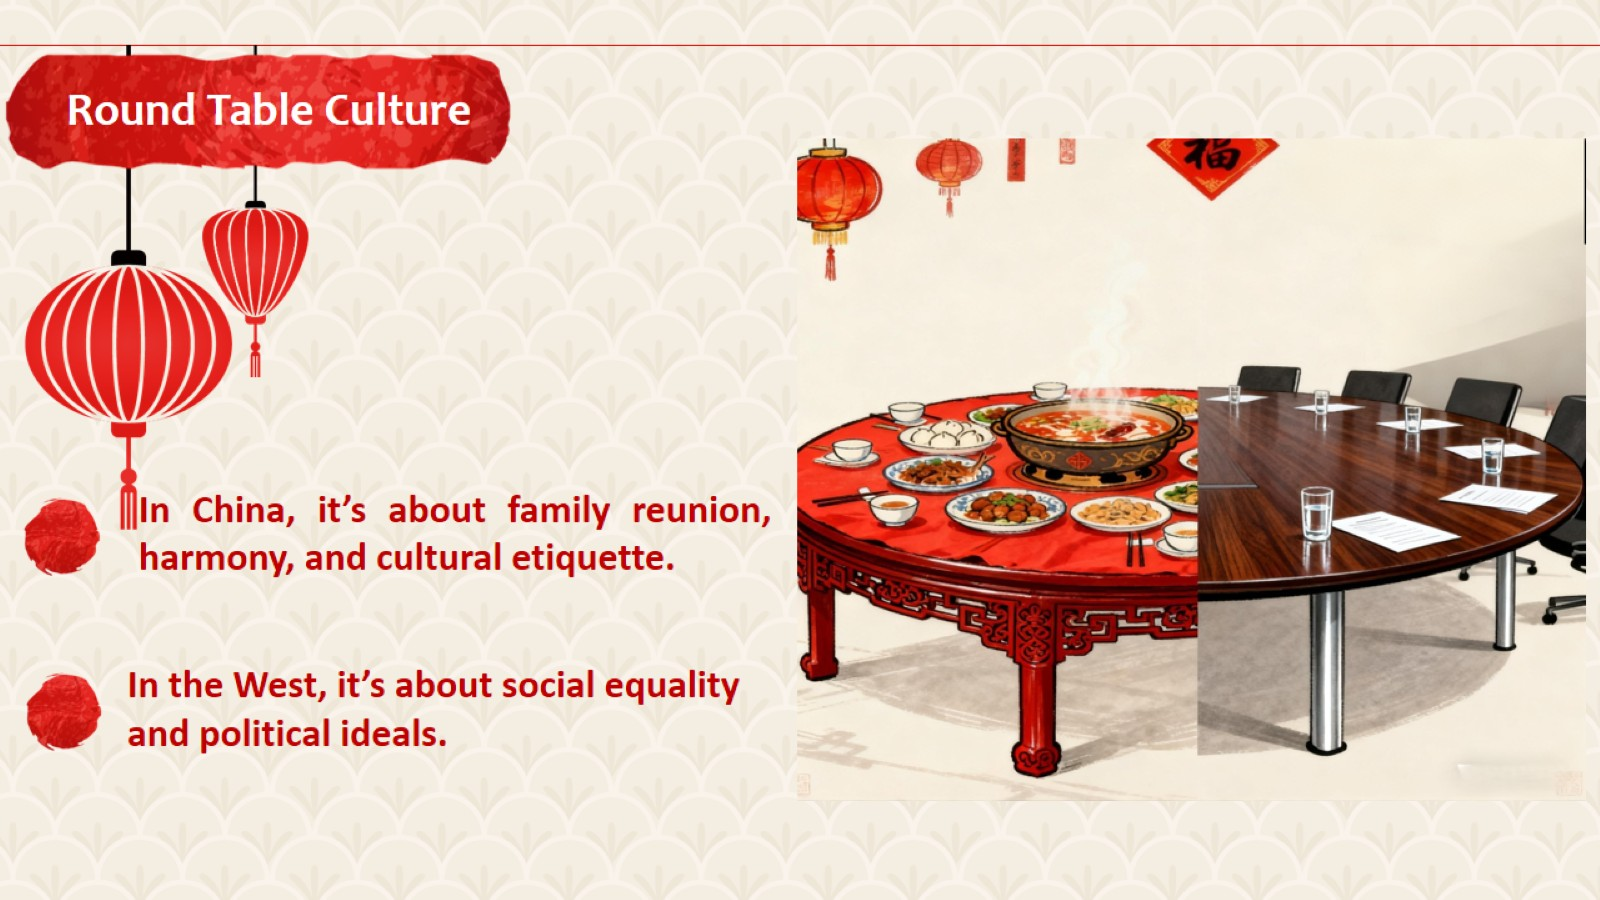 Round Table Culture
福
In China, it’s about family reunion,
harmony, and cultural etiquette.
In the West, it’s about social equality
and political ideals.